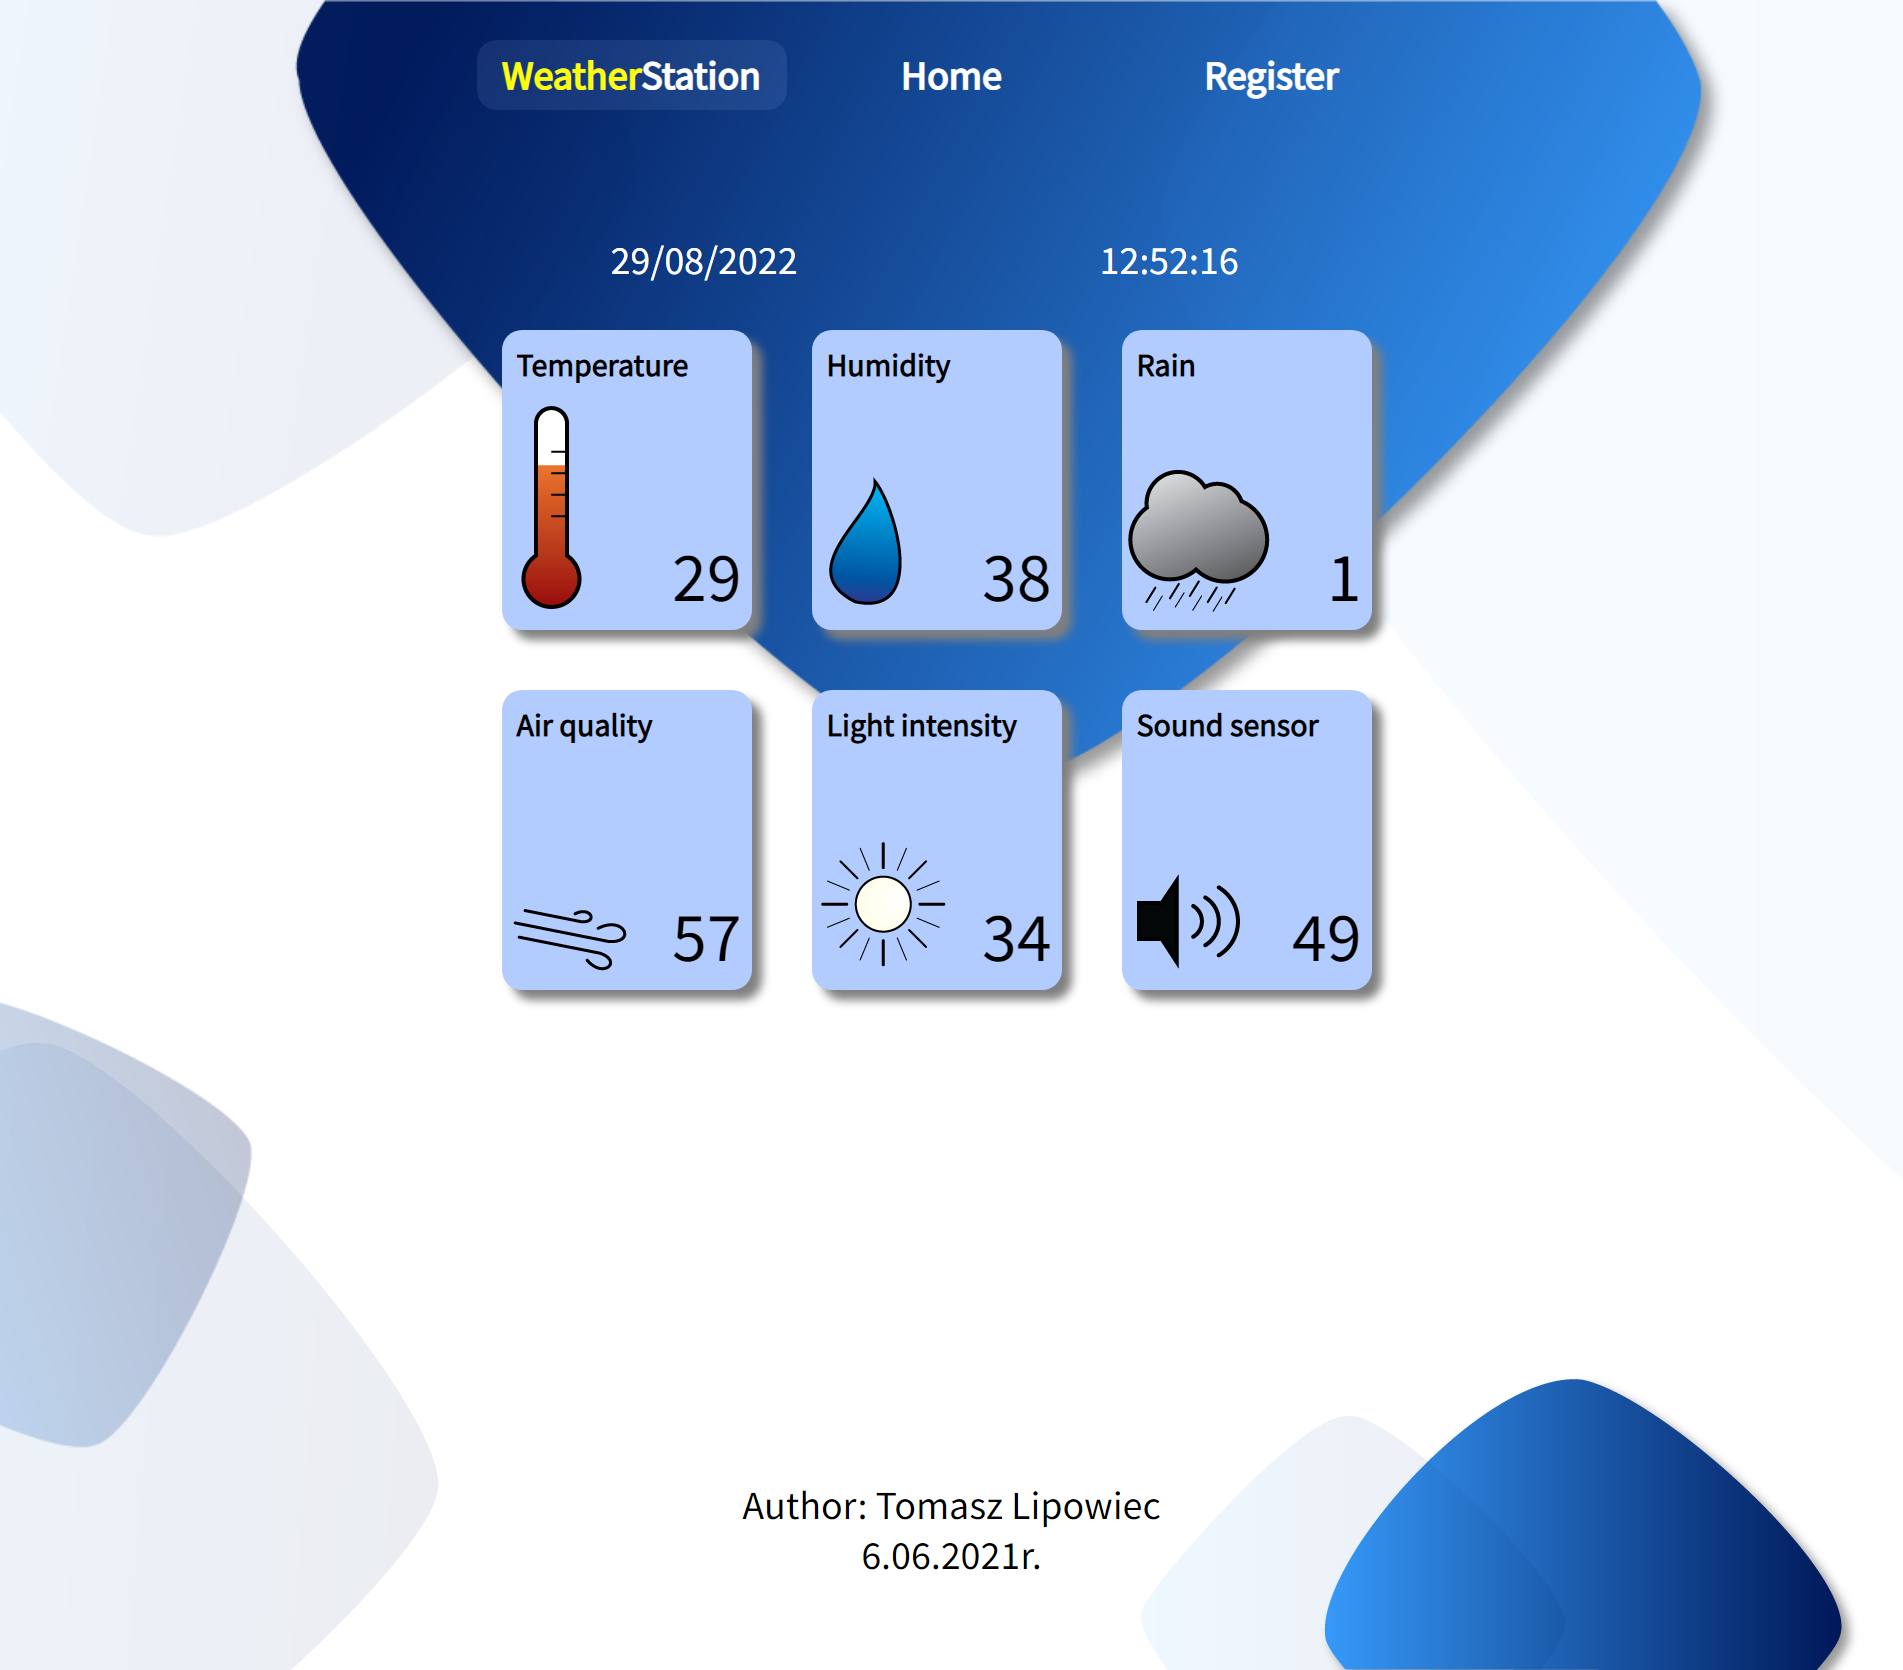 WeatherStation Home Register
29/08/2022 12:52:16
Temperature Humidity Rain
29 38 1
Air quality Light intensity Sound sensor
57 34 49
Author: Tomasz Lipowiec
6.06.2021r.